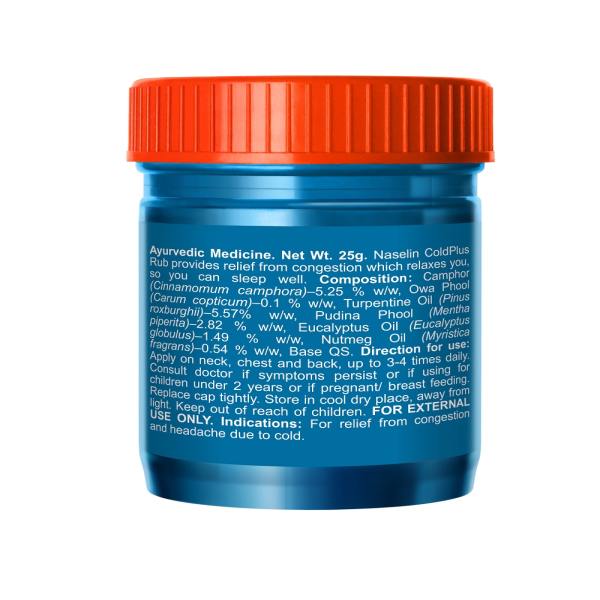 Ayurvedic Medicine. Net Wt. 25g. Naselin ColdPlus
Rub provides relief from congestion which relaxes you,
so you can sleep well. Composition: Camphor
(Cinnamomum camphora)–5.25 % w/w, Owa Phool
(Carum copticum)–0.1 % w/w, Turpentine Oil (Pinus
roxburghii)–5.57% w/w, Pudina Phool (Mentha
piperita)–2.82 % w/w, Eucalyptus Oil (Eucalyptus
globulus)–1.49 % w/w, Nutmeg Oil (Myristica
fragrans)–0.54 % w/w, Base QS. Direction for use:
Apply on neck, chest and back, up to 3-4 times daily.
Consult doctor if symptoms persist or if using for
children under 2 years or if pregnant/ breast feeding.
Replace cap tightly. Store in cool dry place, away from
light. Keep out of reach of children. FOR EXTERNAL
USE ONLY. Indications: For relief from congestion
and headache due to cold.